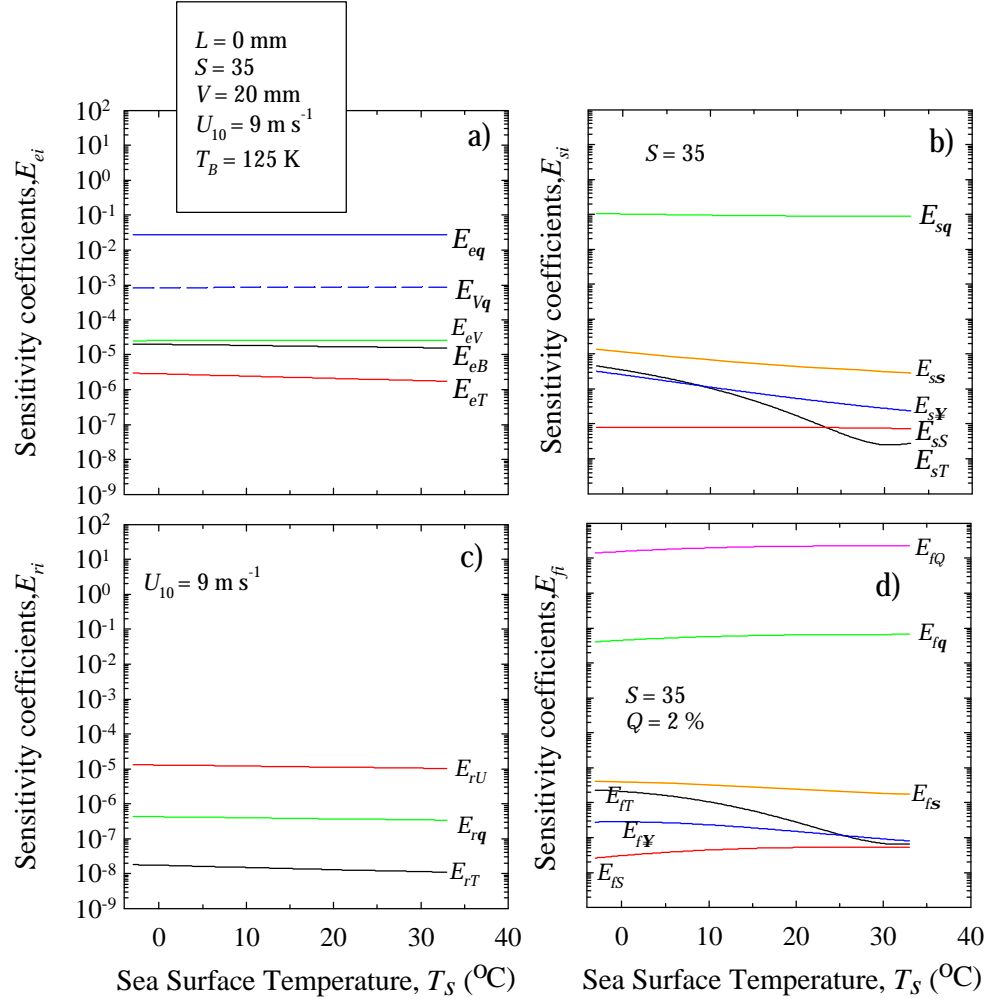 L = 0 mm
S = 35
V = 20 mm
U10 = 9 m s-1
TB = 125 K
a)
Sensitivity coefficients,Eei
10^2
10^1
10^0
10^-1
10^-2
10^-3
10^-4
10^-5
10^-6
10^-7
10^-8
10^-9
Eeq
EVq
EeV
EeB
EeT
b)
Sensitivity coefficients,Esi
S = 35
Esq
Ess
Es¥
EsS
EsT
c)
Sensitivity coefficients,Eri
10^2
10^1
10^0
10^-1
10^-2
10^-3
10^-4
10^-5
10^-6
10^-7
10^-8
10^-9
U10 = 9 m s-1
ErU
Erq
ErT
0 10 20 30 40
Sea Surface Temperature, TS (OC)
d)
Sensitivity coefficients,Efi
EfQ
Efq
S = 35
Q = 2 %
EfT
Efs
Ef¥
EfS
0 10 20 30 40
Sea Surface Temperature, TS (OC)